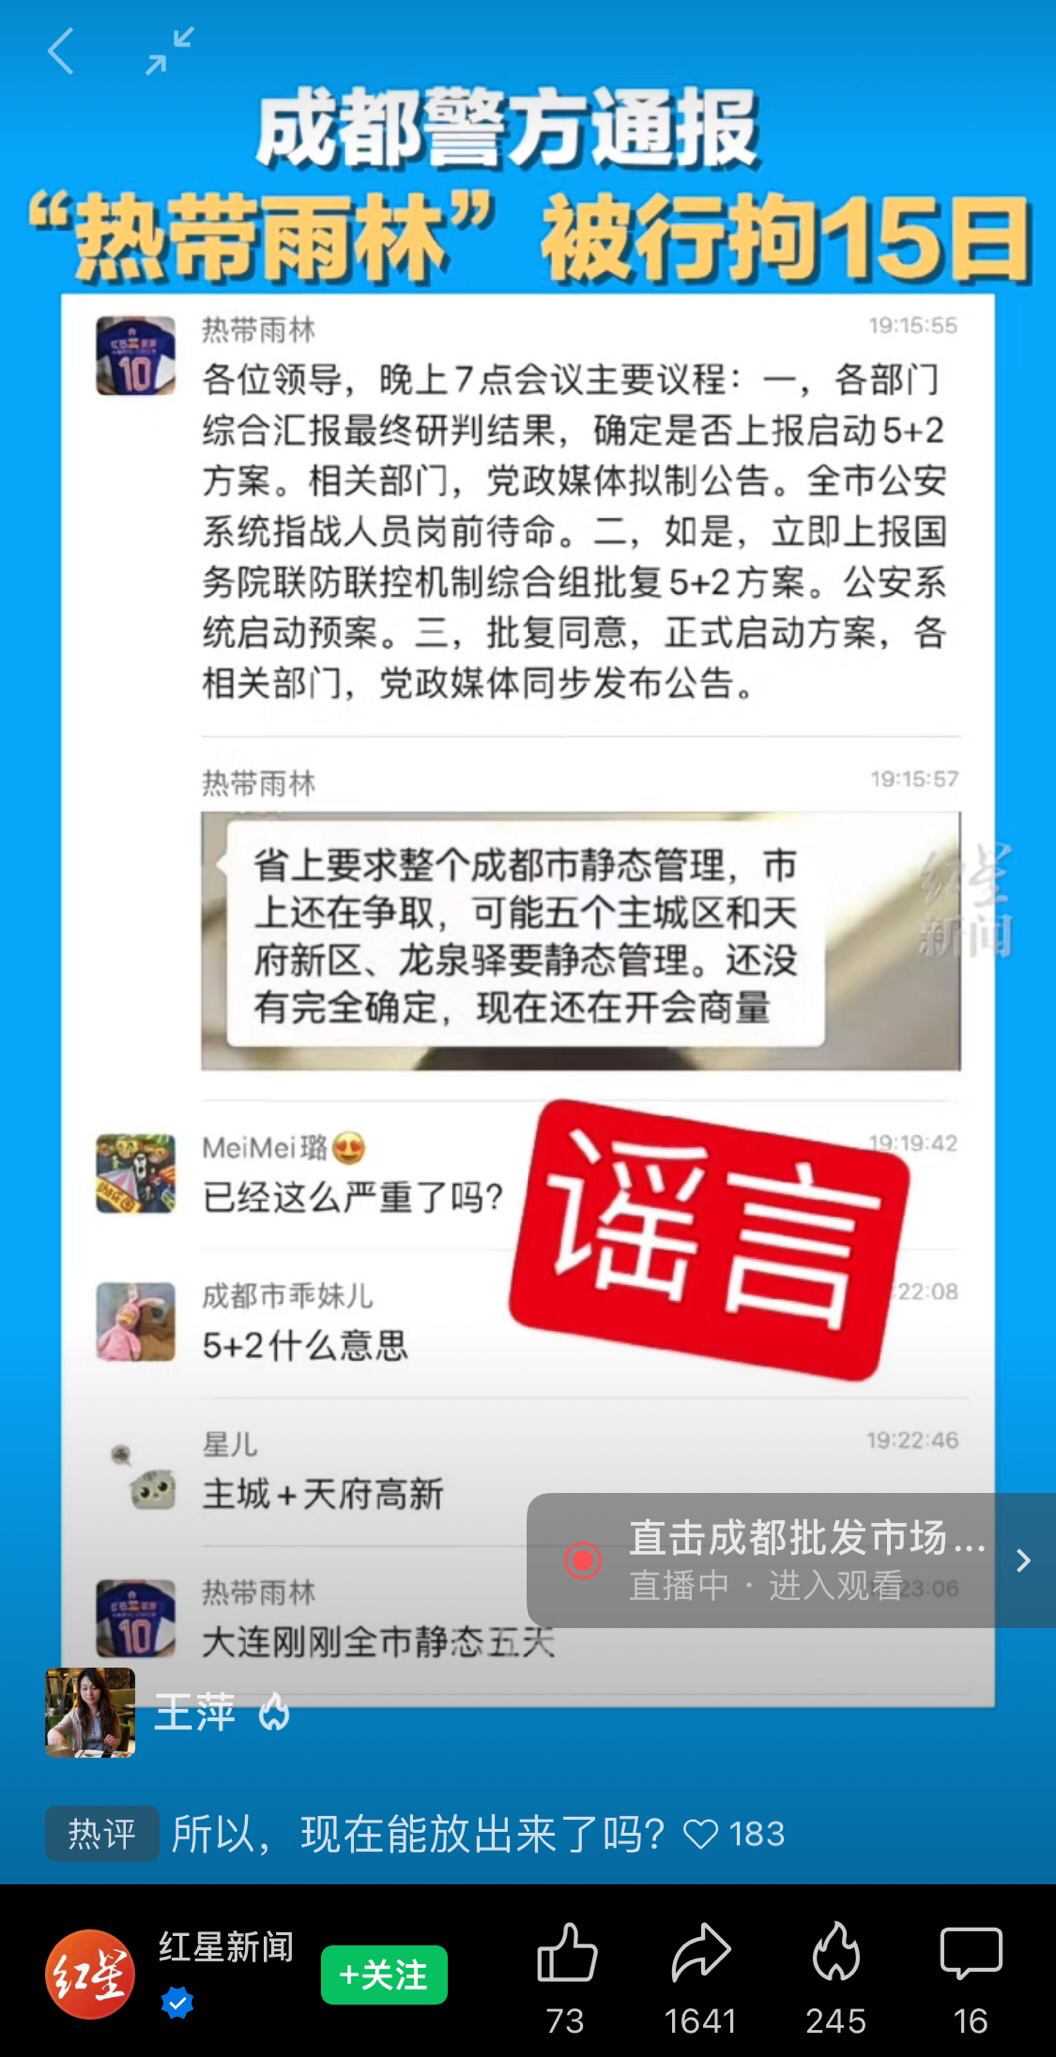 成都警方通报
“热带雨林” 被行拘15日
热带雨林
19:15:55
各位领导，晚上7点会议主要议程：一，各部门
综合汇报最终研判结果，确定是否上报启动5+2
方案。相关部门，党政媒体拟制公告。全市公安
系统指战人员岗前待命。二，如是，立即上报国
务院联防联控机制综合组批复5+2方案。公安系
统启动预案。三，批复同意，正式启动方案，各
相关部门，党政媒体同步发布公告。
热带雨林
19:15:57
省上要求整个成都市静态管理，市
上还在争取，可能五个主城区和天
府新区、龙泉驿要静态管理。还没
有完全确定，现在还在开会商量
红星
新闻
MeiMei璐😍
19:19:42
已经这么严重了吗?
谣言
成都市乖妹儿
22:08
5+2什么意思
星儿
19:22:46
主城+天府高新
直击成都批发市场...
直播中 · 进入观看
热带雨林
23:06
10
大连刚刚全市静态五天
王萍
热评 所以，现在能放出来了吗? 183
红星
红星新闻
+关注
73
1641
245
16